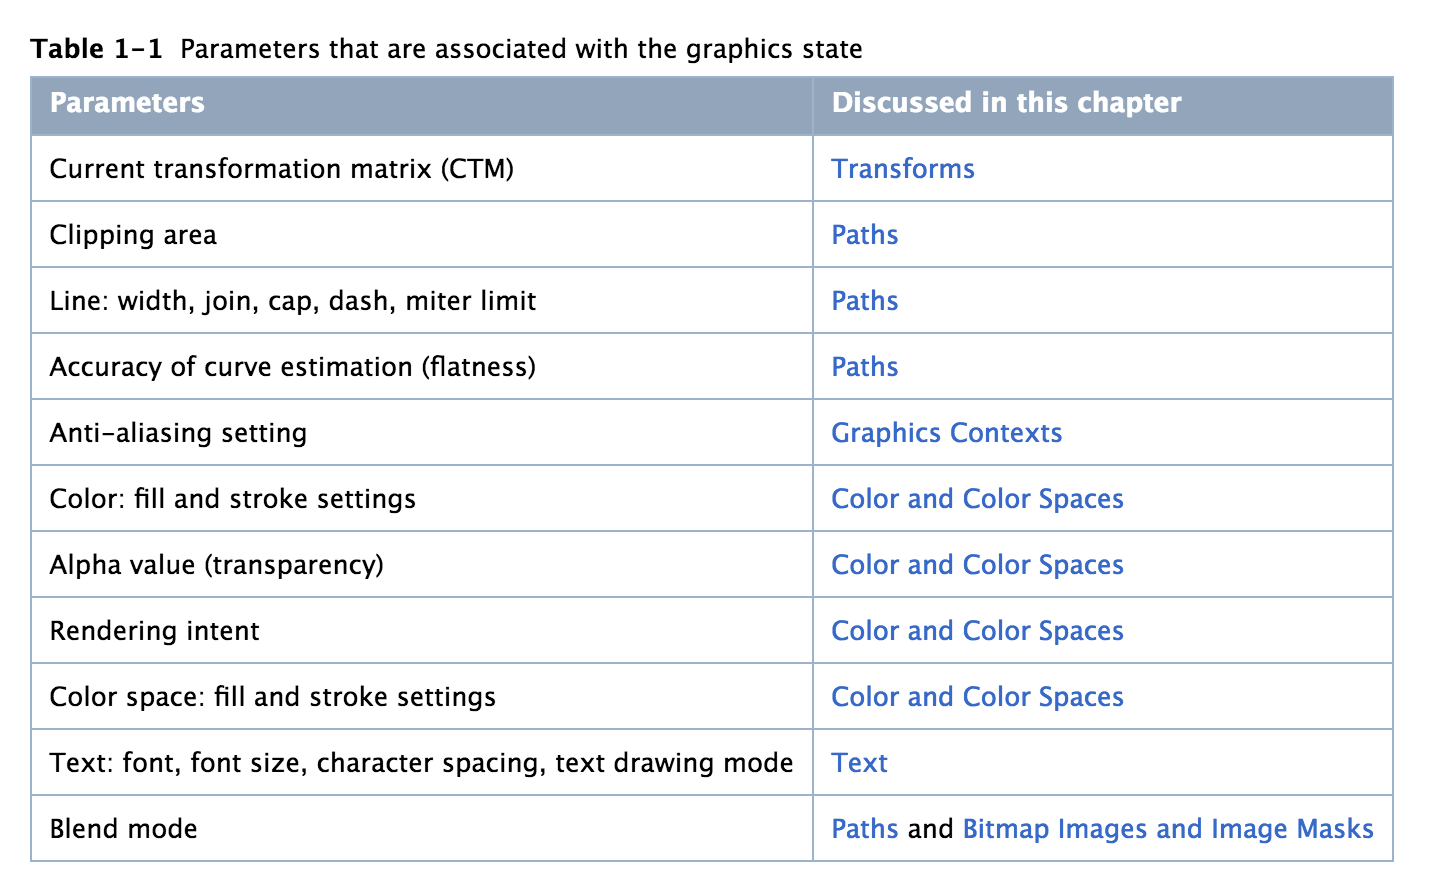 Table 1-1 Parameters that are associated with the graphics state
Parameters Discussed in this chapter
Current transformation matrix (CTM) Transforms
Clipping area Paths
Line: width, join, cap, dash, miter limit Paths
Accuracy of curve estimation (flatness) Paths
Anti-aliasing setting Graphics Contexts
Color: fill and stroke settings Color and Color Spaces
Alpha value (transparency) Color and Color Spaces
Rendering intent Color and Color Spaces
Color space: fill and stroke settings Color and Color Spaces
Text: font, font size, character spacing, text drawing mode Text
Blend mode Paths and Bitmap Images and Image Masks